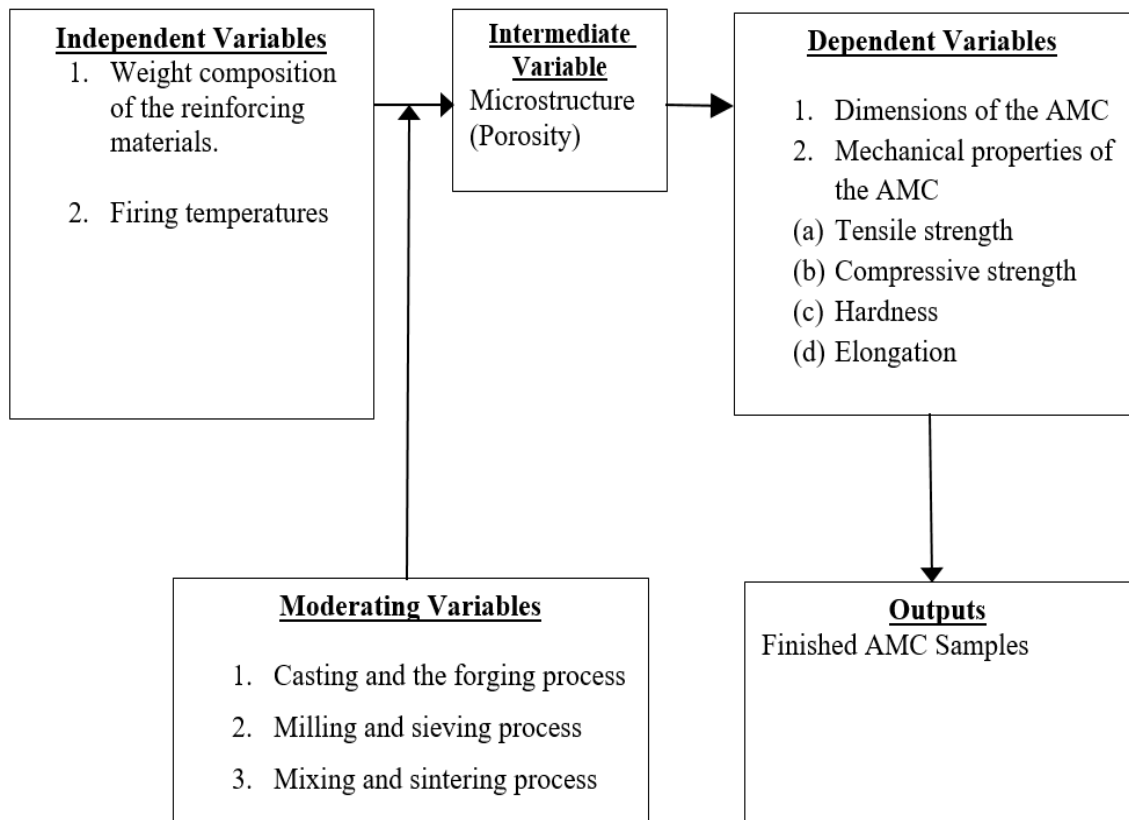 Independent Variables
1. Weight composition
of the reinforcing
materials.
2. Firing temperatures
Intermediate
Variable
Microstructure
(Porosity)
Dependent Variables
1. Dimensions of the AMC
2. Mechanical properties of
the AMC
(a) Tensile strength
(b) Compressive strength
(c) Hardness
(d) Elongation
Moderating Variables
1. Casting and the forging process
2. Milling and sieving process
3. Mixing and sintering process
Outputs
Finished AMC Samples